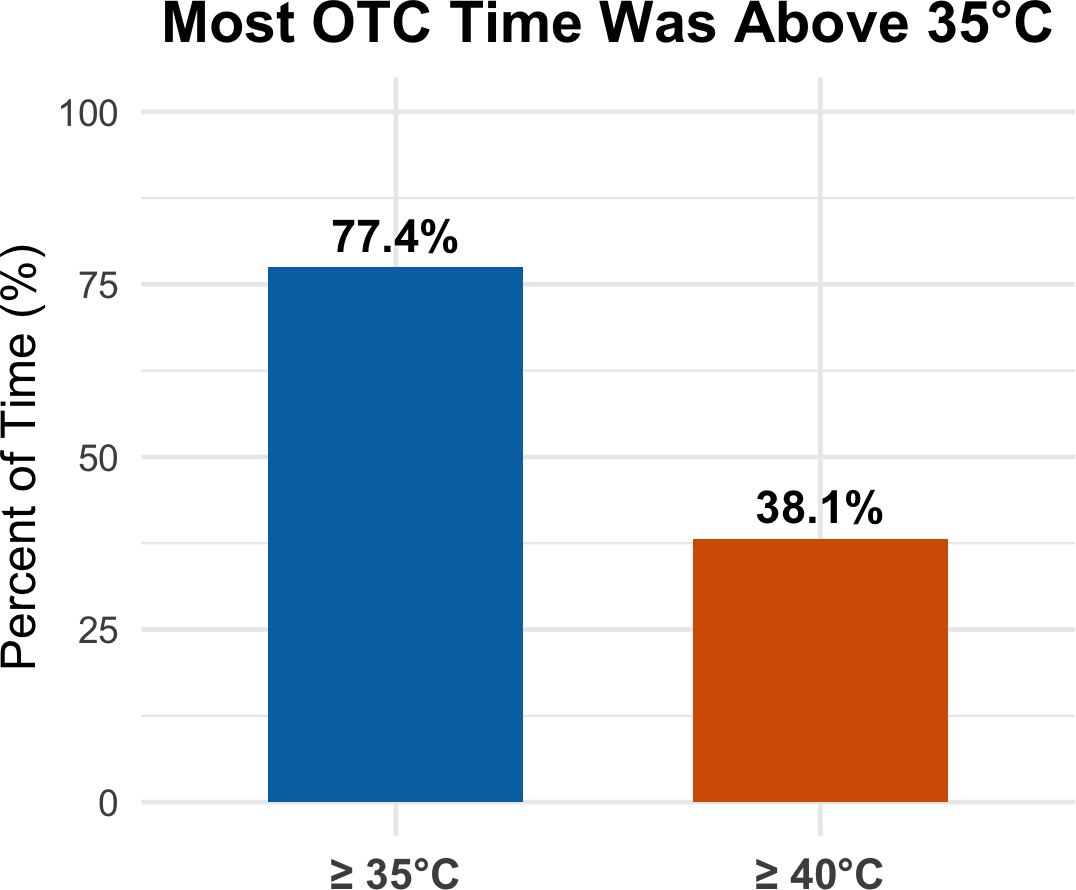 Most OTC Time Was Above 35°C
Percent of Time (%)
100
75
50
25
0
77.4%
38.1%
≥ 35°C
≥ 40°C